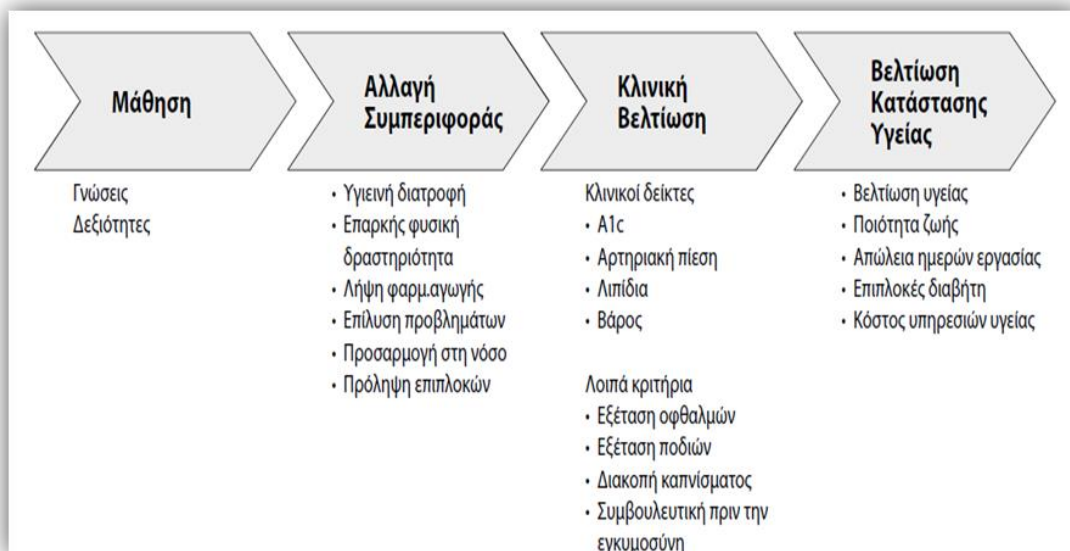 Μάθηση
Γνώσεις
Δεξιότητες
Αλλαγή
Συμπεριφοράς
• Υγιεινή διατροφή
• Επαρκής φυσική
δραστηριότητα
• Λήψη φαρμ.αγωγής
• Επίλυση προβλημάτων
• Προσαρμογή στη νόσο
• Πρόληψη επιπλοκών
Κλινική
Βελτίωση
Κλινικοί δείκτες
• A1c
• Αρτηριακή πίεση
• Λιπίδια
• Βάρος
Λοιπά κριτήρια
• Εξέταση οφθαλμών
• Εξέταση ποδιών
• Διακοπή καπνίσματος
• Συμβουλευτική πριν την
εγκυμοσύνη
Βελτίωση
Κατάστασης
Υγείας
• Βελτίωση υγείας
• Ποιότητα ζωής
• Απώλεια ημερών εργασίας
• Επιπλοκές διαβήτη
• Κόστος υπηρεσιών υγείας